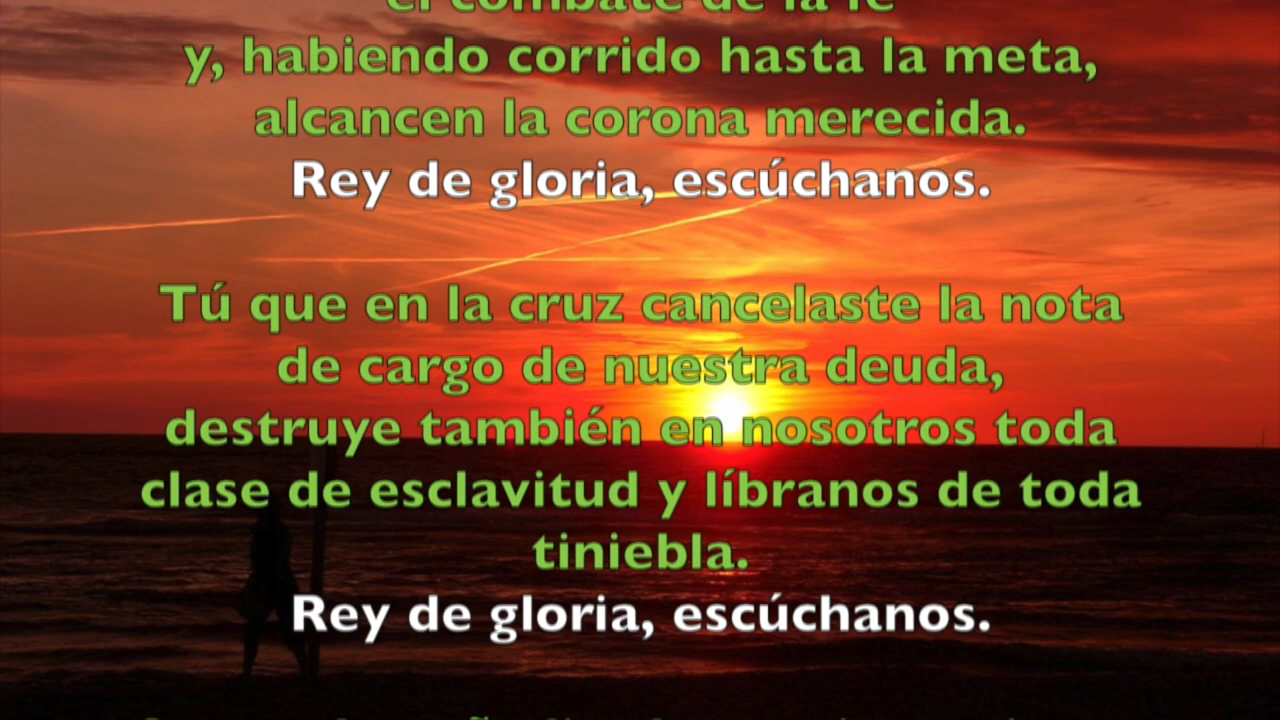 el combate de la fe
y, habiendo corrido hasta la meta,
alcancen la corona merecida.
Rey de gloria, escúchanos.
Tú que en la cruz cancelaste la nota
de cargo de nuestra deuda,
destruye también en nosotros toda
clase de esclavitud y líbranos de toda
tiniebla.
Rey de gloria, escúchanos.